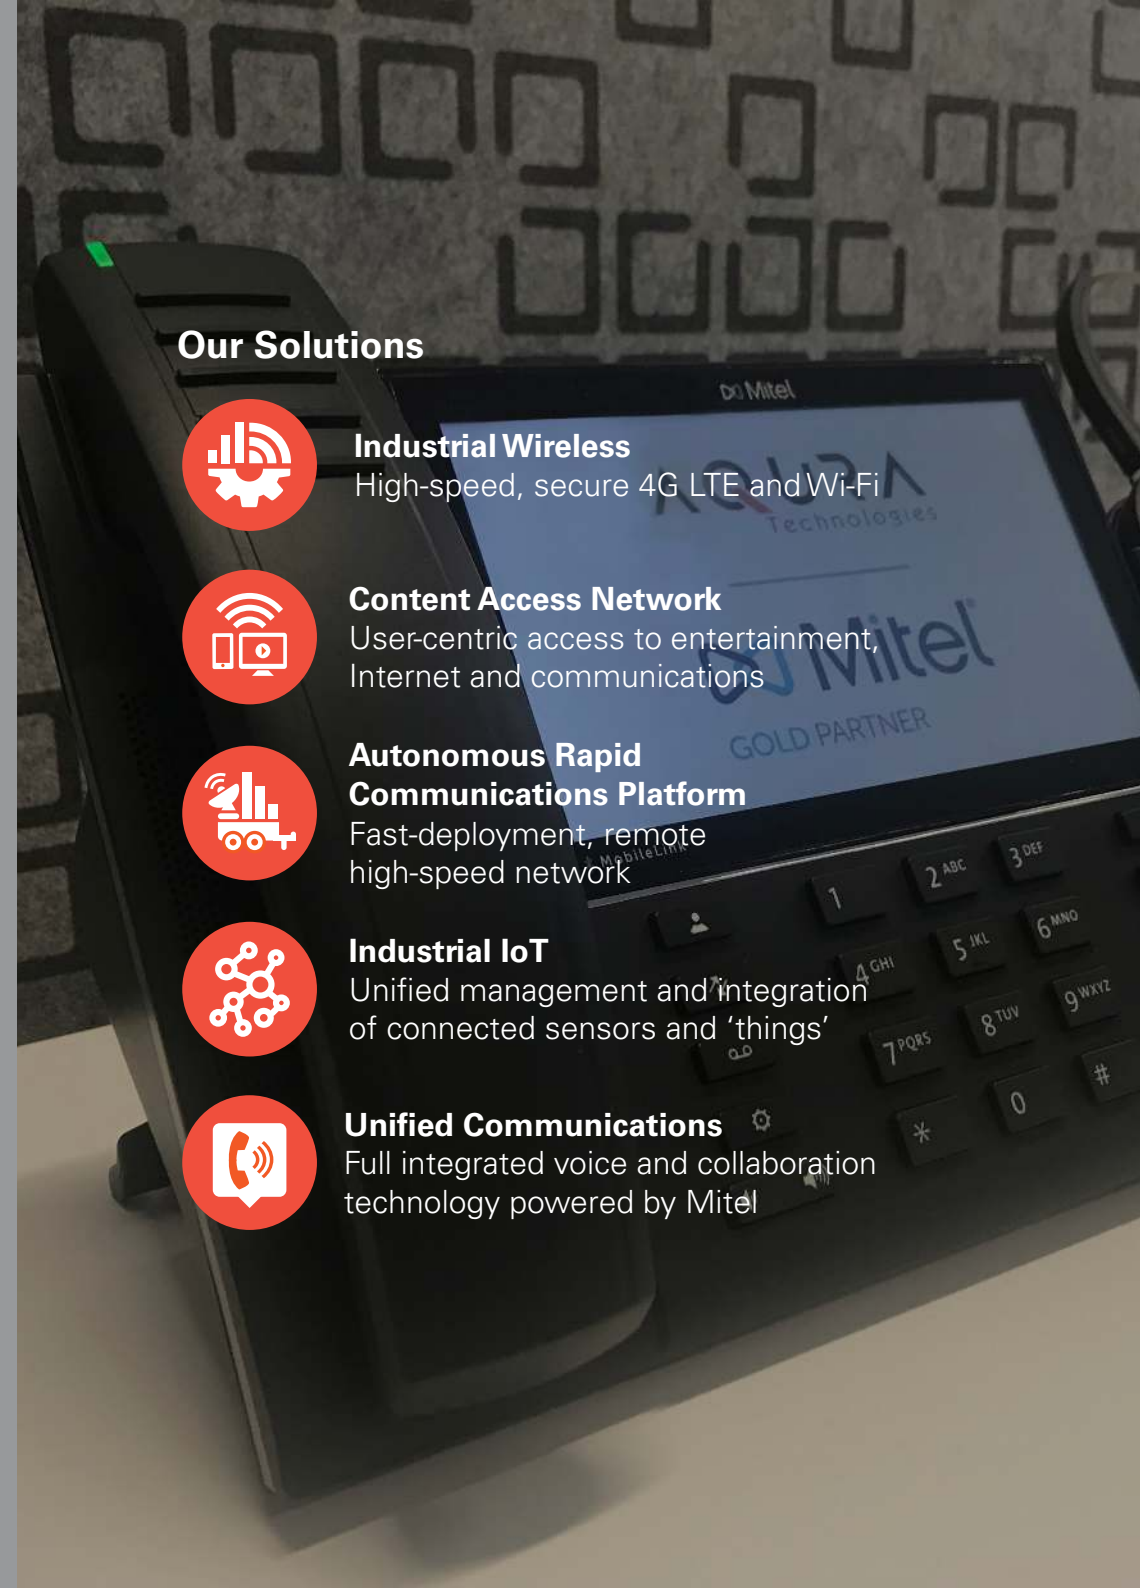 Our Solutions
Industrial Wireless
High-speed, secure 4G LTE and Wi-Fi
Content Access Network
User-centric access to entertainment,
Internet and communications
Autonomous Rapid
Communications Platform
Fast-deployment, remote
high-speed network
Industrial IoT
Unified management and integration
of connected sensors and ‘things’
Unified Communications
Full integrated voice and collaboration
technology powered by Mitel
Mitel
AQURA
Technologies
Mitel
GOLD PARTNER
MobileLink
1
2 ABC
3 DEF
4 GHI
5 JKL
6 MNO
7 PQRS
8 TUV
9 WXYZ
*
0
#